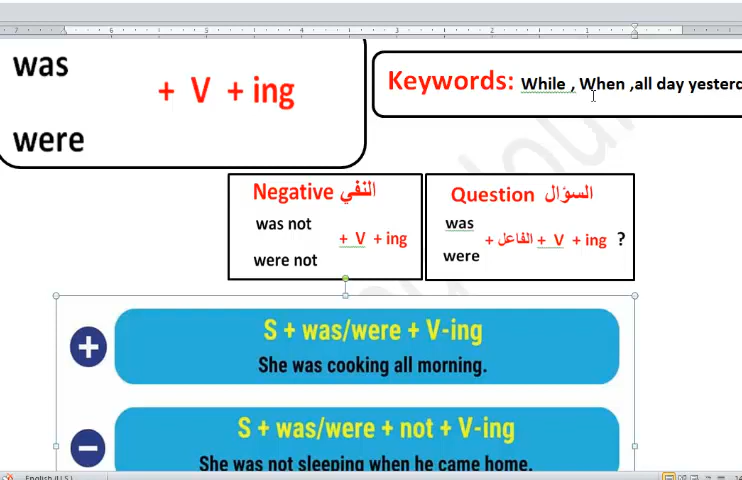 was
+ V + ing
were
Keywords: While , When ,all day
Negative النفي
was not
+ V + ing
were not
Question السؤال
was
+ الفاعل + V + ing ?
were
S + was/were + V-ing
She was cooking all morning.
S + was/were + not + V-ing
She was not sleeping when he came home.
English (U.S.)